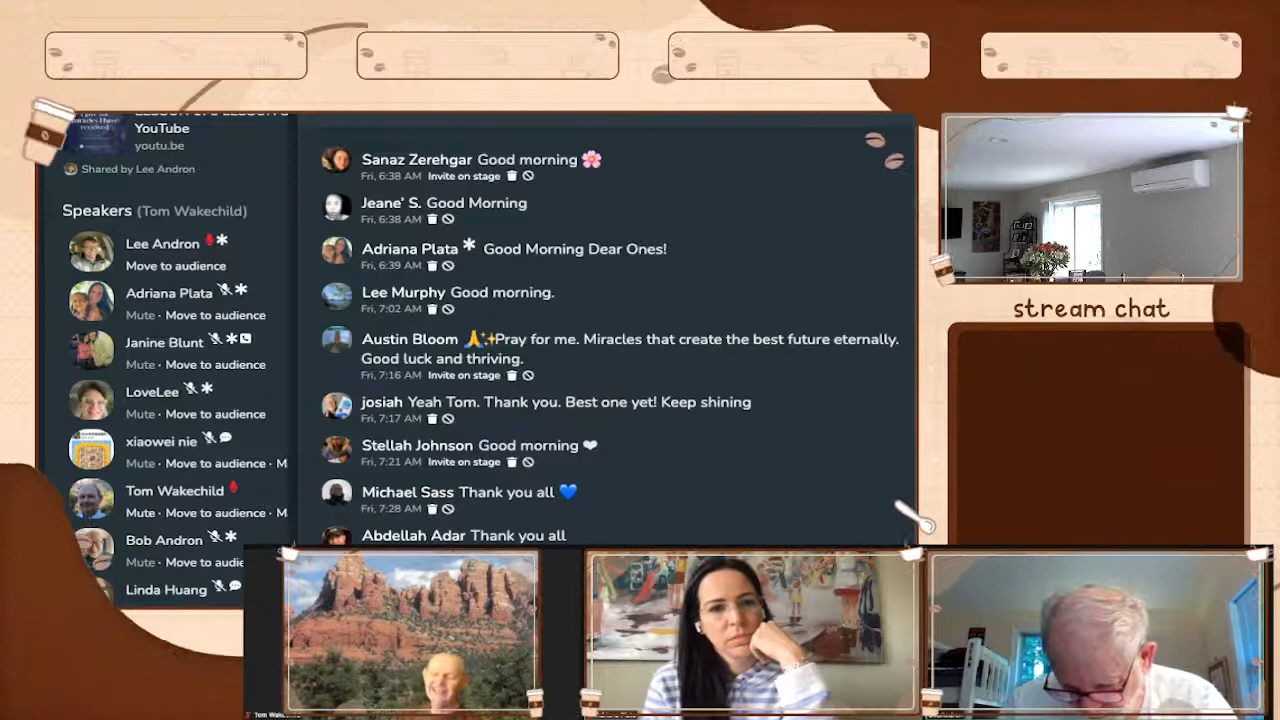 YouTube
youtu.be
Shared by Lee Andron
Speakers (Tom Wakechild)
Lee Andron
Move to audience
Adriana Plata
Mute · Move to audience
Janine Blunt
Mute · Move to audience
LoveLee
Mute · Move to audience
xiaowei nie
Mute · Move to audience · M
Tom Wakechild
Mute · Move to audience · M
Bob Andron
Mute · Move to audie
Linda Huang
Sanaz Zerehgar Good morning 🌸
Fri, 6:38 AM Invite on stage
Jeane' S. Good Morning
Fri, 6:38 AM
Adriana Plata Good Morning Dear Ones!
Fri, 6:39 AM
Lee Murphy Good morning.
Fri, 7:02 AM
Austin Bloom 🙏✨Pray for me. Miracles that create the best future eternally.
Good luck and thriving.
Fri, 7:16 AM Invite on stage
josiah Yeah Tom. Thank you. Best one yet! Keep shining
Fri, 7:17 AM
Stellah Johnson Good morning ❤
Fri, 7:21 AM Invite on stage
Michael Sass Thank you all 💙
Fri, 7:28 AM
Abdellah Adar Thank you all
stream chat